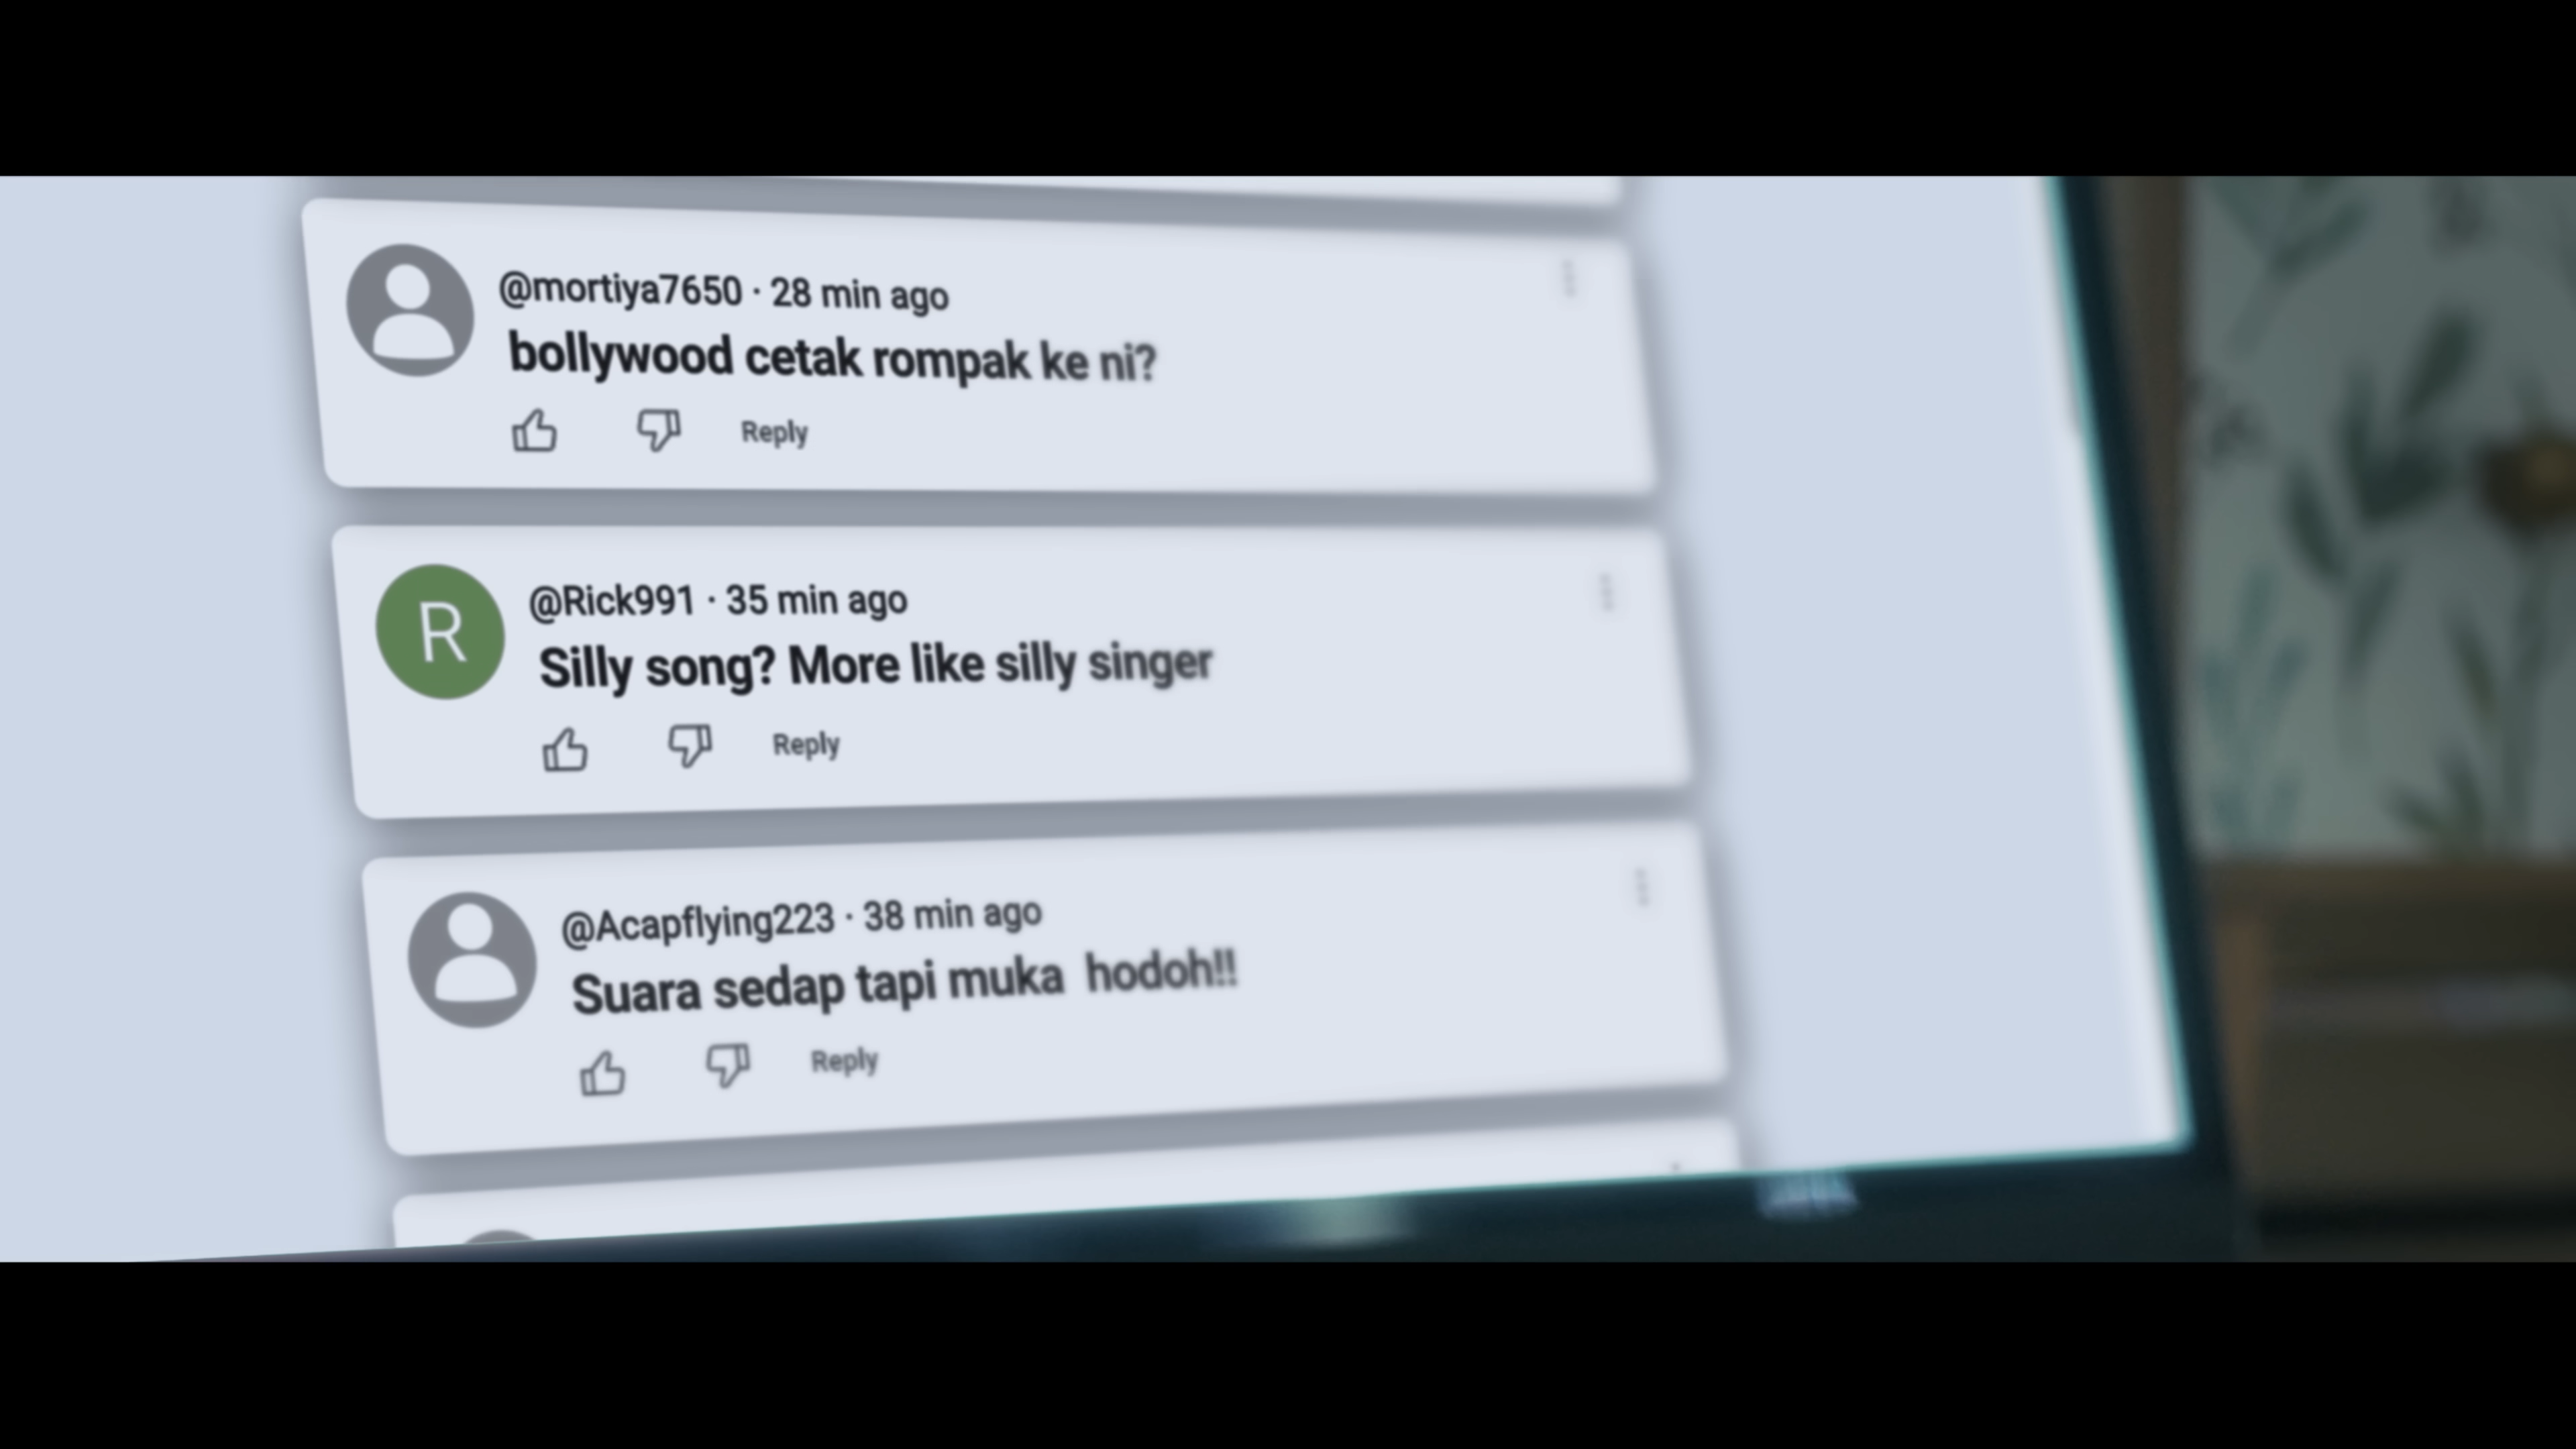 @mortiya7650 · 28 min ago
bollywood cetak rompak ke ni?
Reply
R
@Rick991 · 35 min ago
Silly song? More like silly singer
Reply
@Acapflying223 · 38 min ago
Suara sedap tapi muka hodoh!!
Reply